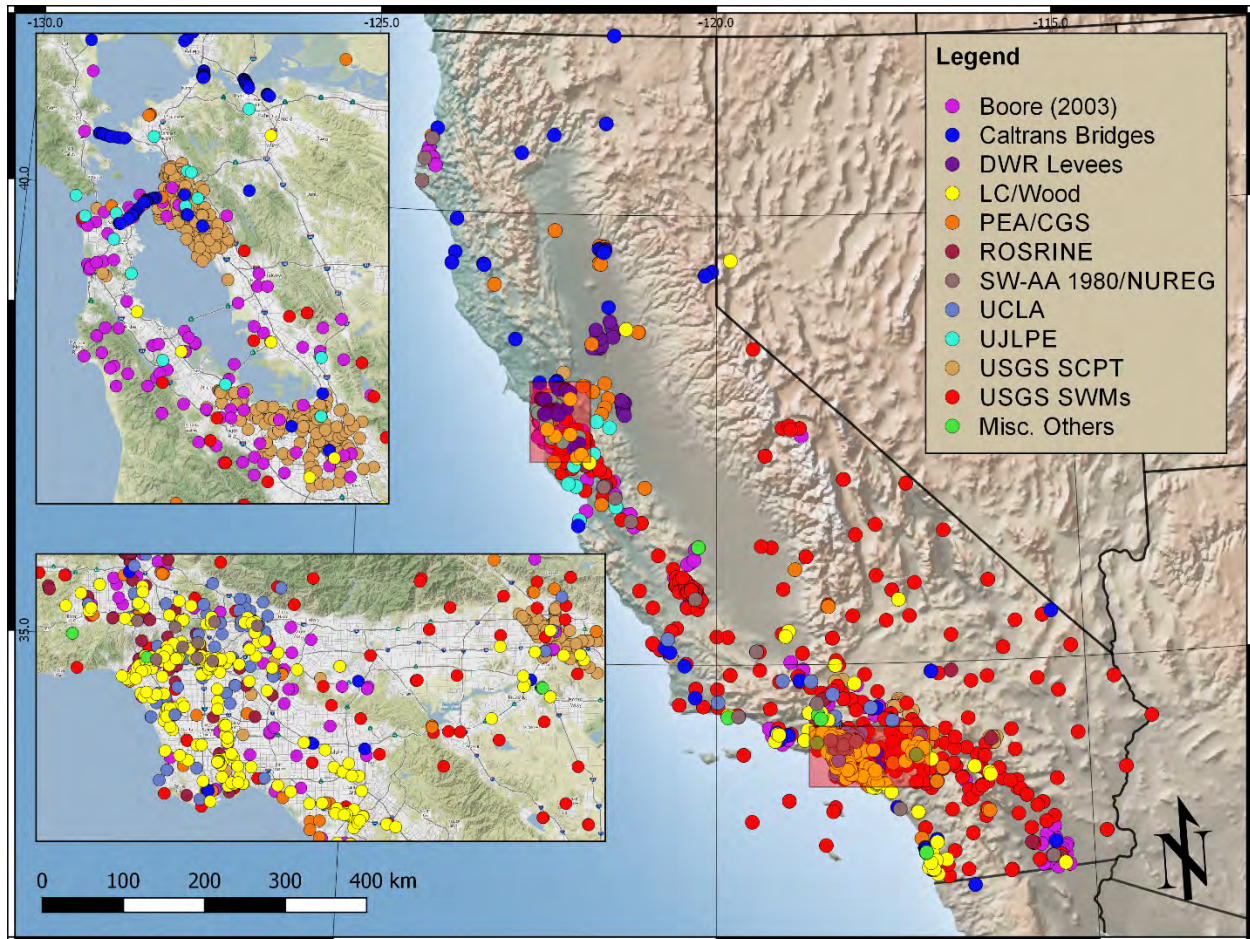 -130.0
-125.0
-120.0
-115.0
40.0
35.0
Legend
Boore (2003)
Caltrans Bridges
DWR Levees
LC/Wood
PEA/CGS
ROSRINE
SW-AA 1980/NUREG
UCLA
UJLPE
USGS SCPT
USGS SWMs
Misc. Others
0 100 200 300 400 km
N